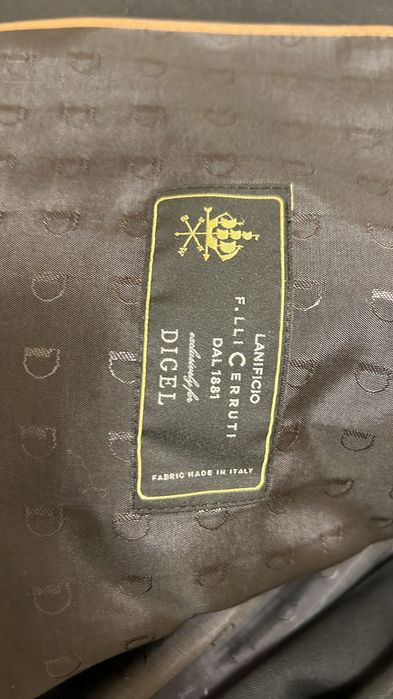 LANIFICIO
F.LLI CERRUTI
DAL 1881
exclusively for
DIGEL
FABRIC MADE IN ITALY